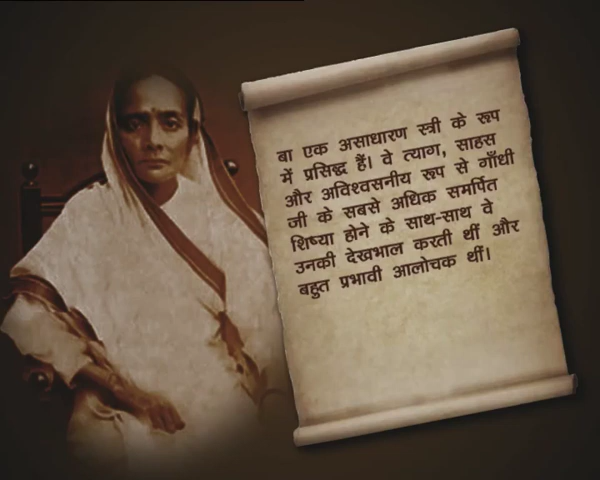 बा एक असाधारण स्त्री के रूप
में प्रसिद्ध हैं। वे त्याग, साहस
और अविश्वसनीय रूप से गाँधी
जी के सबसे अधिक समर्पित
शिष्या होने के साथ-साथ वे
उनकी देखभाल करती थीं और
बहुत प्रभावी आलोचक थीं।